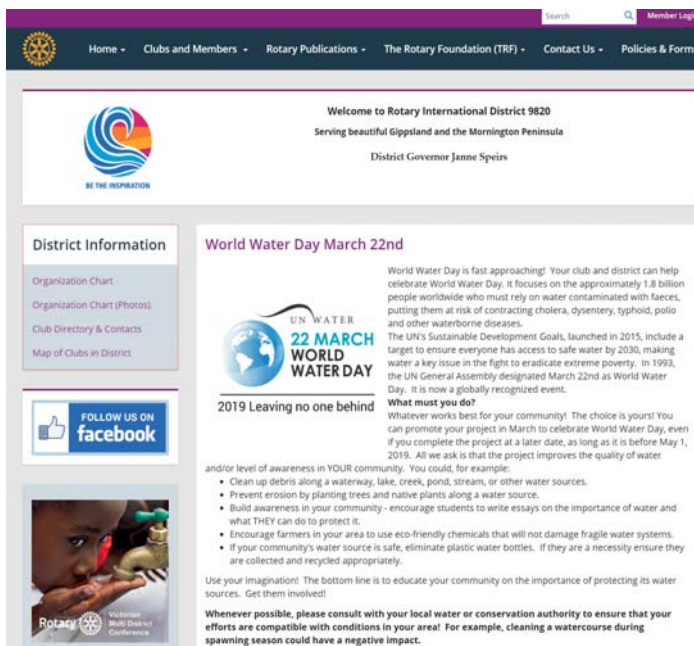 Search Member Login
Home Clubs and Members Rotary Publications The Rotary Foundation (TRF) Contact Us Policies & Form
Welcome to Rotary International District 9820
Serving beautiful Gippsland and the Mornington Peninsula
District Governor Janne Speirs
BE THE INSPIRATION
District Information
Organization Chart
Organization Chart (Photos)
Club Directory & Contacts
Map of Clubs in District
FOLLOW US ON
facebook
Rotary
Victorian
Multi District
Conference
World Water Day March 22nd
UN WATER
22 MARCH
WORLD
WATER DAY
2019 Leaving no one behind
World Water Day is fast approaching! Your club and district can help
celebrate World Water Day. It focuses on the approximately 1.8 billion
people worldwide who must rely on water contaminated with faeces,
putting them at risk of contracting cholera, dysentery, typhoid, polio
and other waterborne diseases.
The UN's Sustainable Development Goals, launched in 2015, include a
target to ensure everyone has access to safe water by 2030, making
water a key issue in the fight to eradicate extreme poverty. In 1993,
the UN General Assembly designated March 22nd as World Water
Day. It is now a globally recognized event.
What must you do?
Whatever works best for your community! The choice is yours! You
can promote your project in March to celebrate World Water Day, even
if you complete the project at a later date, as long as it is before May 1,
2019. All we ask is that the project improves the quality of water
and/or level of awareness in YOUR community. You could, for example:
• Clean up debris along a waterway, lake, creek, pond, stream, or other water sources.
• Prevent erosion by planting trees and native plants along a water source.
• Build awareness in your community - encourage students to write essays on the importance of water and
what THEY can do to protect it.
• Encourage farmers in your area to use eco-friendly chemicals that will not damage fragile water systems.
• If your community's water source is safe, eliminate plastic water bottles. If they are a necessity ensure they
are collected and recycled appropriately.
Use your imagination! The bottom line is to educate your community on the importance of protecting its water
sources. Get them involved!
Whenever possible, please consult with your local water or conservation authority to ensure that your
efforts are compatible with conditions in your area! For example, cleaning a watercourse during
spawning season could have a negative impact.